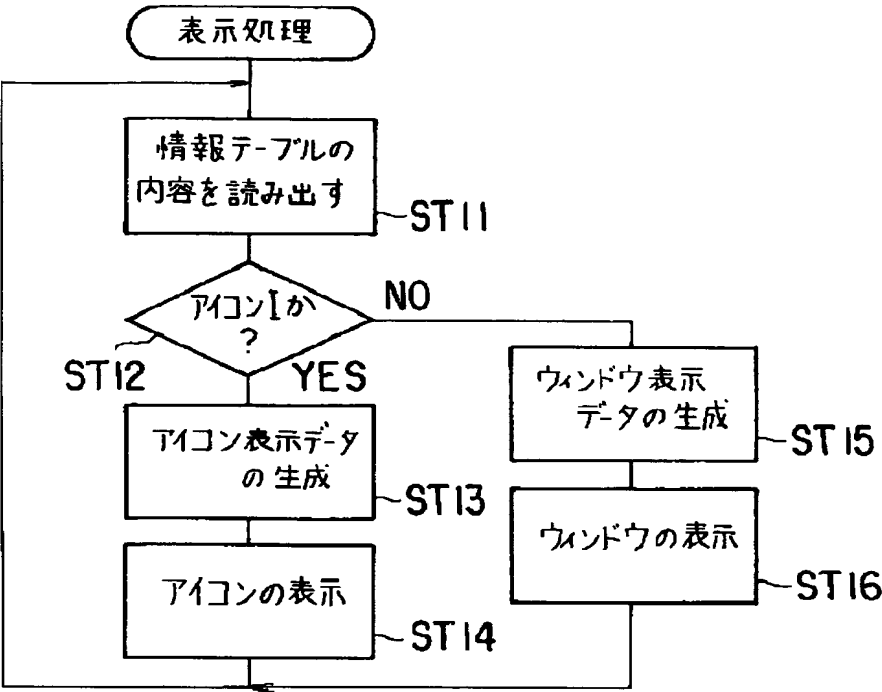 表示処理
情報テーブルの
内容を読み出す
ST11
アイコンIか
?
NO
ST12
YES
アイコン表示データ
の生成
ST13
アイコンの表示
ST14
ウィンドウ表示
データの生成
ST15
ウィンドウの表示
ST16